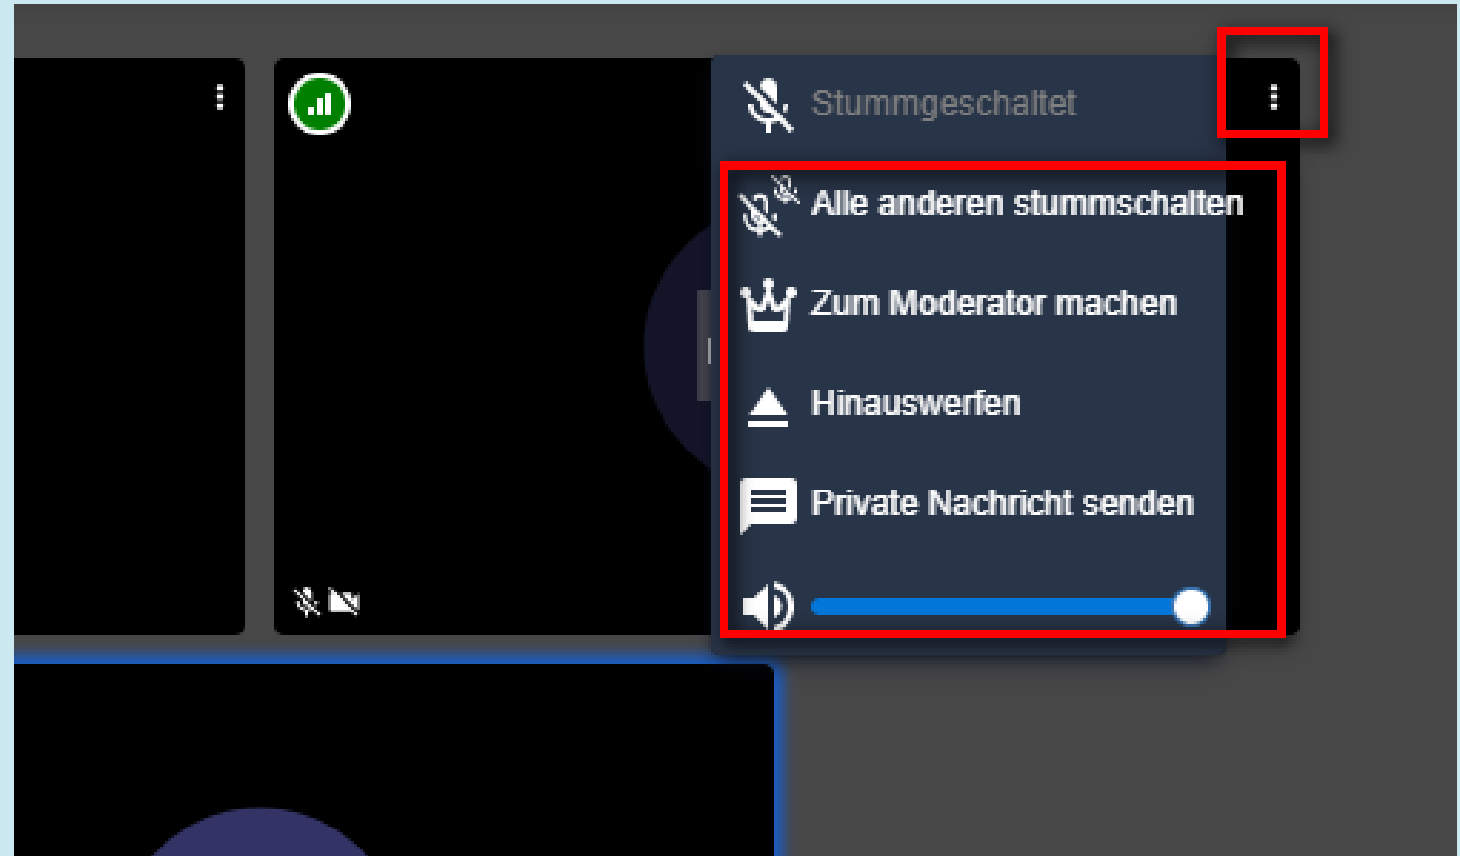 Stummgeschaltet
Alle anderen stummschalten
Zum Moderator machen
Hinauswerfen
Private Nachricht senden